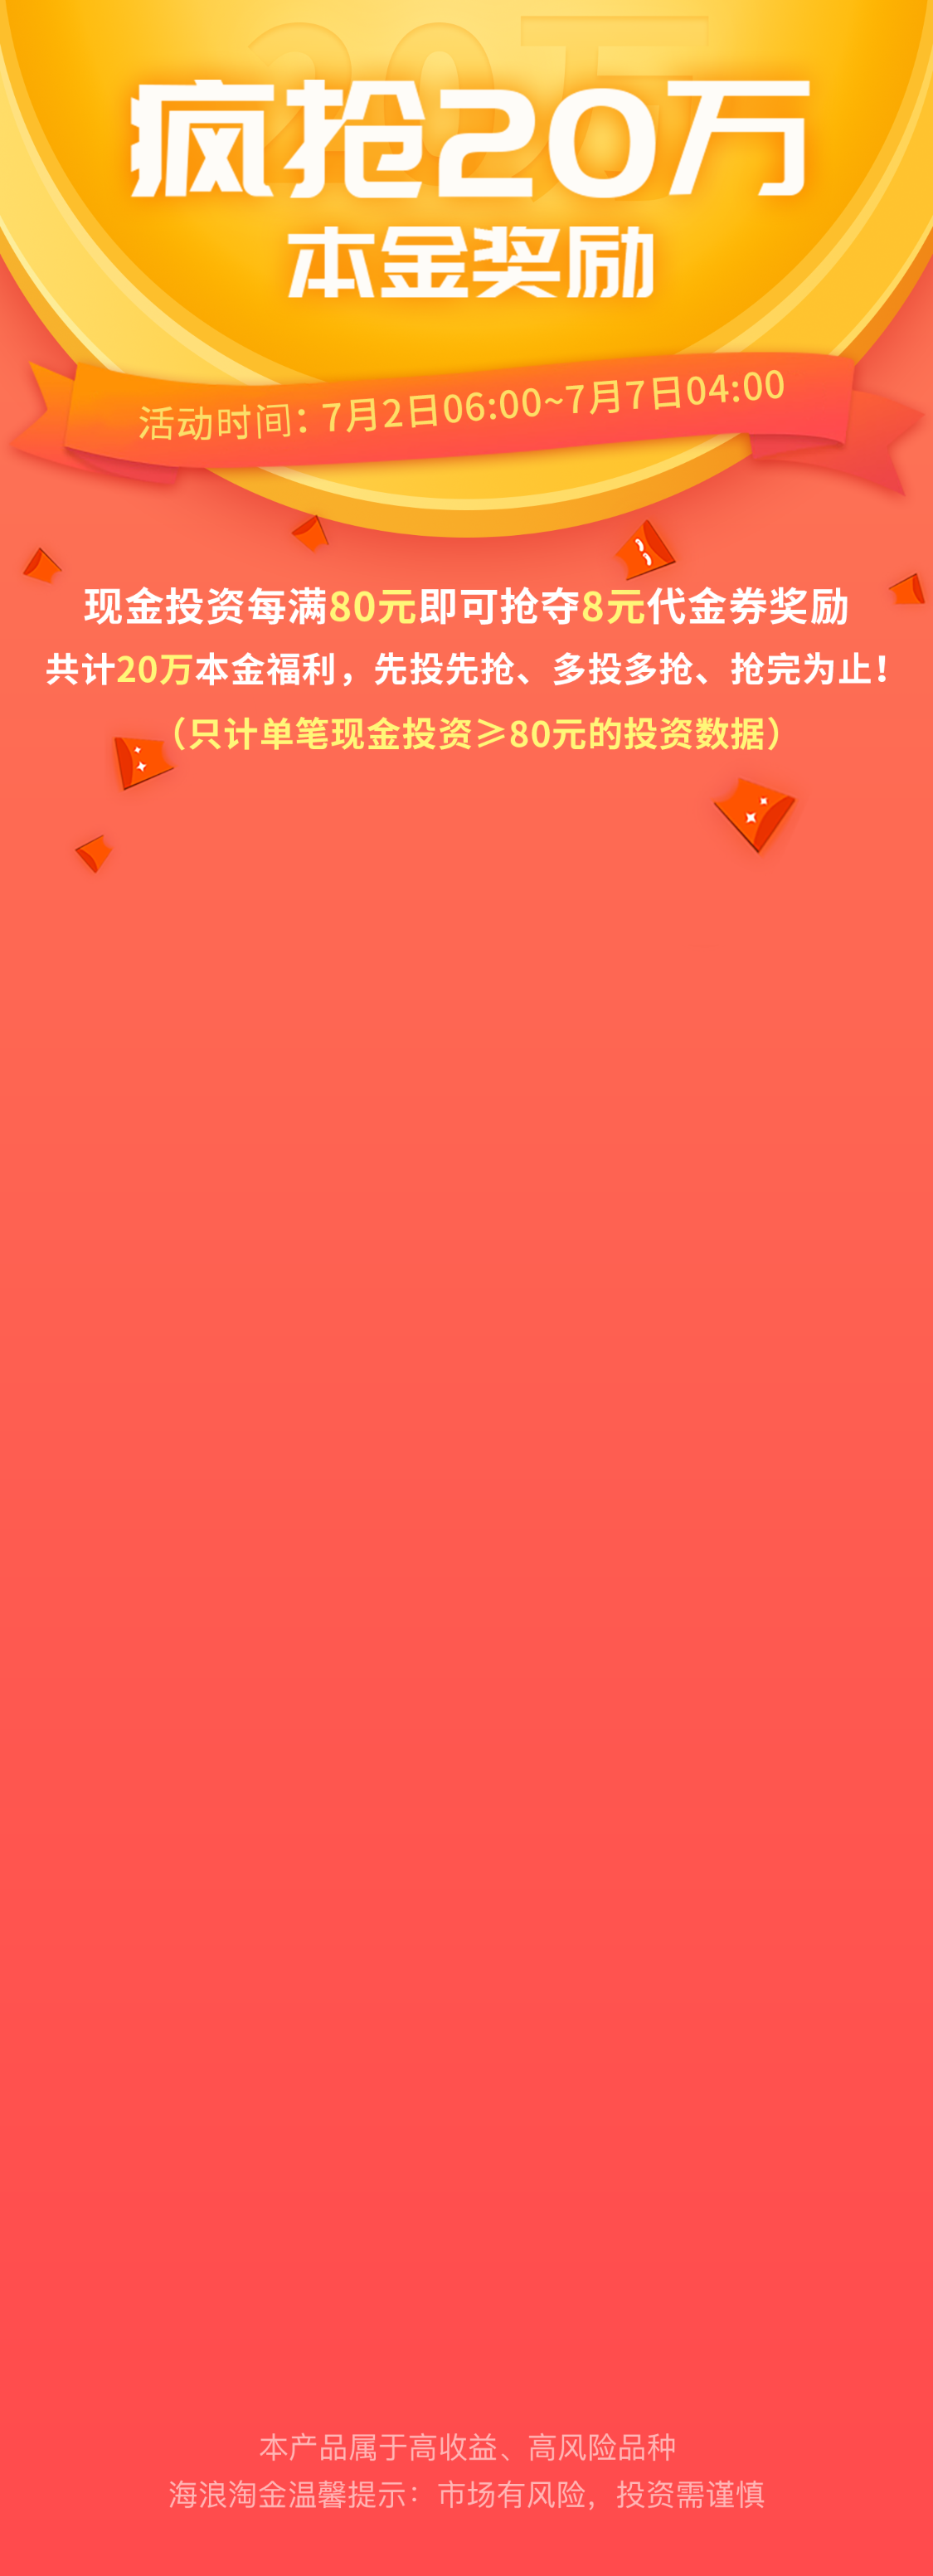 20万
疯抢20万
本金奖励
活动时间：7月2日06:00~7月7日04:00
现金投资每满80元即可抢夺8元代金券奖励
共计20万本金福利，先投先抢、多投多抢、抢完为止！
（只计单笔现金投资≥80元的投资数据）
本产品属于高收益、高风险品种
海浪淘金温馨提示：市场有风险，投资需谨慎